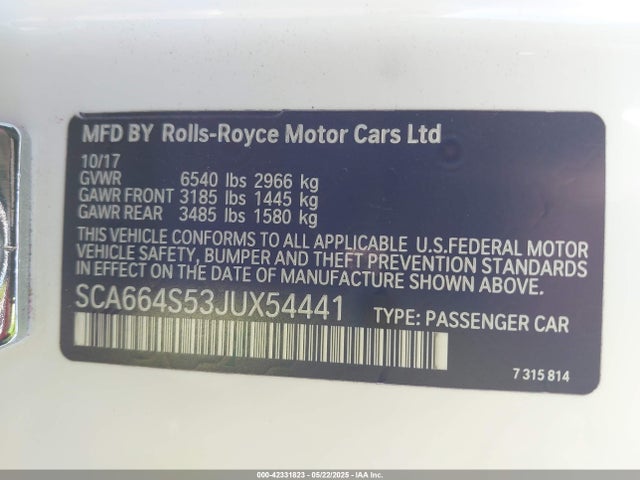 MFD BY Rolls-Royce Motor Cars Ltd
10/17
GVWR 6540 lbs 2966 kg
GAWR FRONT 3185 lbs 1445 kg
GAWR REAR 3485 lbs 1580 kg
THIS VEHICLE CONFORMS TO ALL APPLICABLE U.S.FEDERAL MOTOR
VEHICLE SAFETY, BUMPER AND THEFT PREVENTION STANDARDS
IN EFFECT ON THE DATE OF MANUFACTURE SHOWN ABOVE.
SCA664S53JUX54441 TYPE: PASSENGER CAR
7 315 814
000-42331823 - 05/22/2025 - IAA Inc.